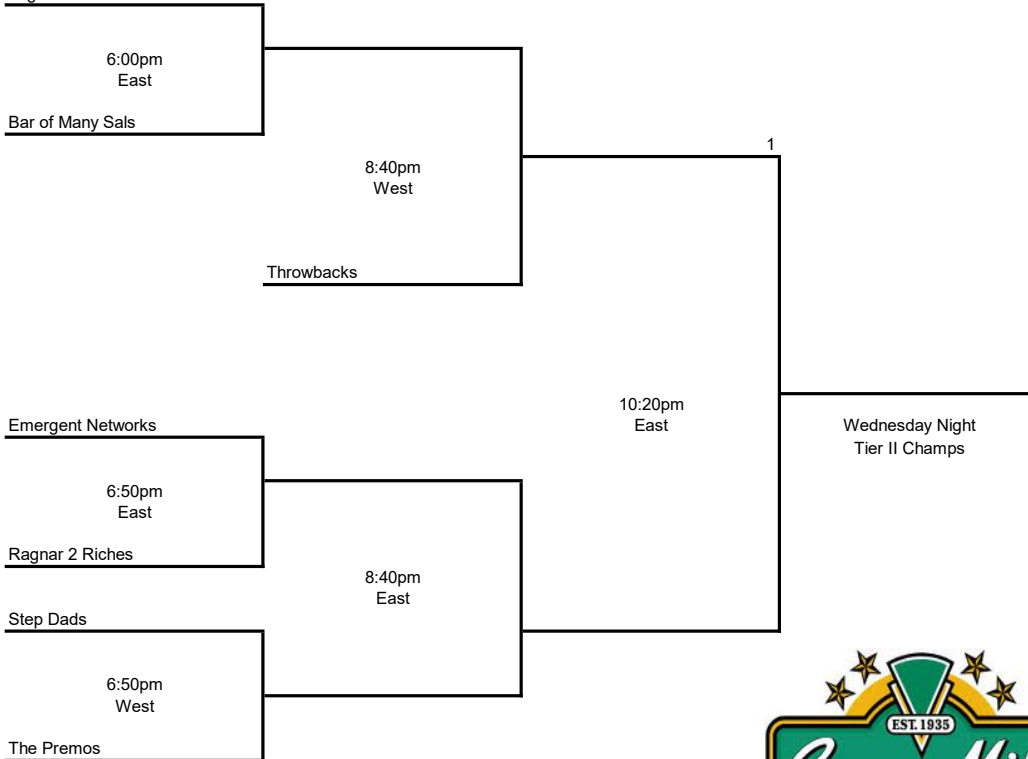 6:00pm
East
Bar of Many Sals
1
8:40pm
West
Throwbacks
10:20pm
East
Emergent Networks
Wednesday Night
Tier II Champs
6:50pm
East
Ragnar 2 Riches
8:40pm
East
Step Dads
6:50pm
West
EST. 1935
The Premos